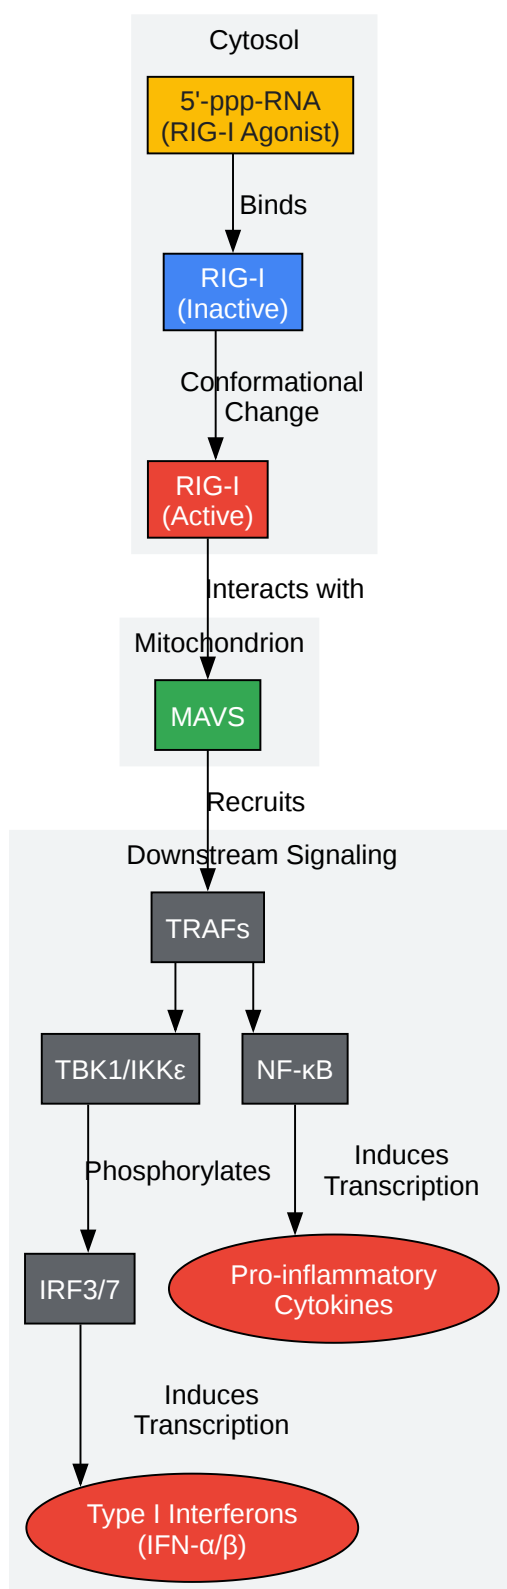 Cytosol
5'-ppp-RNA
(RIG-I Agonist)
Binds
RIG-I
(Inactive)
Conformational
Change
RIG-I
(Active)
Interacts with
Mitochondrion
MAVS
Recruits
Downstream Signaling
TRAFs
TBK1/IKKε
NF-κB
Phosphorylates
Induces
Transcription
IRF3/7
Pro-inflammatory
Cytokines
Induces
Transcription
Type I Interferons
(IFN-α/β)